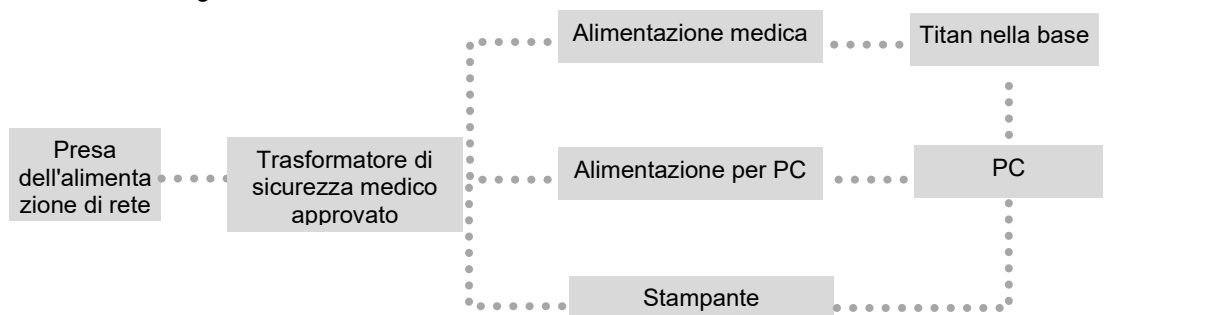 Alimentazione medica
Titan nella base
Presa
dell'alimenta
zione di rete
Trasformatore di
sicurezza medico
approvato
Alimentazione per PC
PC
Stampante